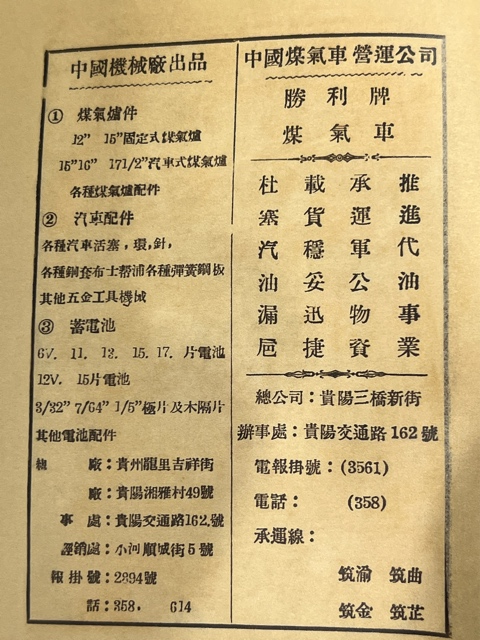 中國機械廠出品
① 煤氣爐件
12” 15”固定式煤氣爐
15”16” 171/2”汽車式煤氣爐
各種煤氣爐配件
② 汽車配件
各種汽車活塞，環，針，
各種銅套布士帮浦各種彈簧鋼板
其他五金工具機械
③ 蓄電池
6V. 11. 13. 15. 17. 片電池
12V. 15片電池
3/32” 7/64” 1/5”極片及木隔片
其他電池配件
總 廠：貴州龍里吉祥街
廠：貴陽湘雅村49號
事 處：貴陽交通路162號
經銷處：小河順城街5號
報掛號：2894號
話：358. 614
中國煤氣車營運公司
勝利牌
煤氣車
推進代油事業
承運軍公物資
載貨穩妥迅捷
杜塞汽油漏巵
總公司：貴陽三橋新街
辦事處：貴陽交通路162號
電報掛號：(3561)
電話： (358)
承運線：
筑渝 筑曲
筑金 筑芷